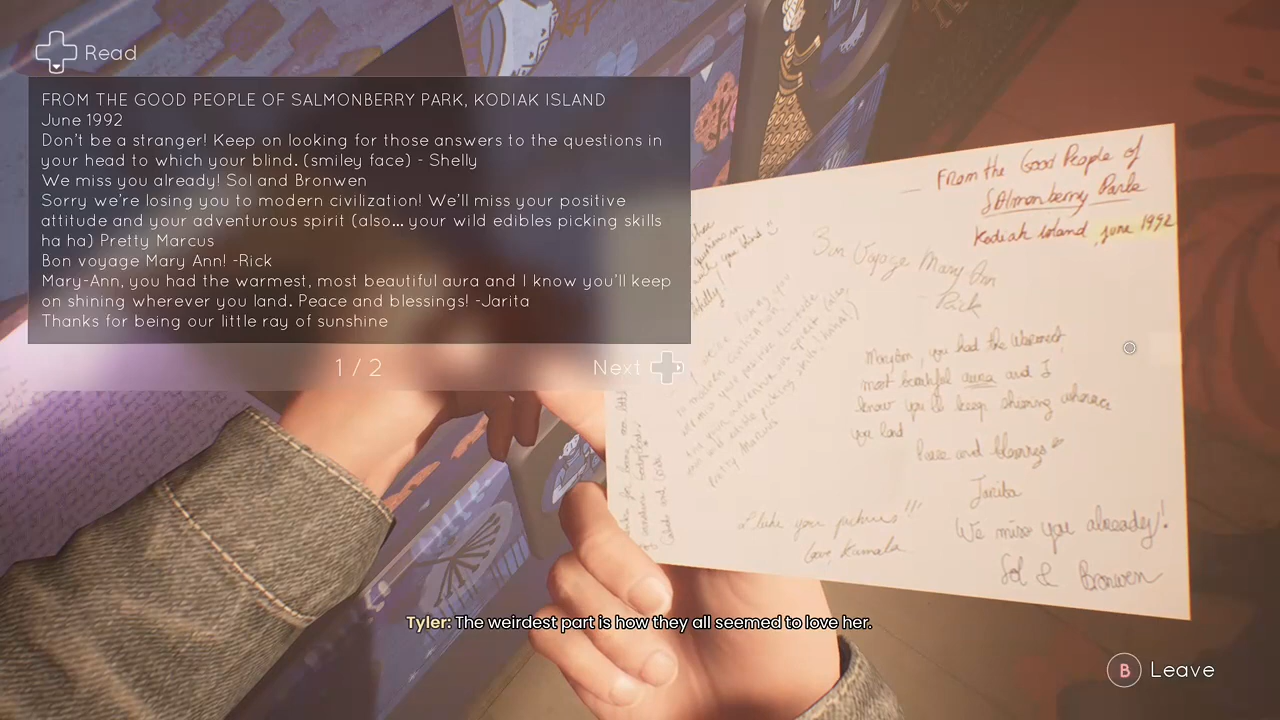 Read
FROM THE GOOD PEOPLE OF SALMONBERRY PARK, KODIAK ISLAND
June 1992
Don't be a stranger! Keep on looking for those answers to the questions in
your head to which your blind. (smiley face) - Shelly
We miss you already! Sol and Bronwen
Sorry we're losing you to modern civilization! We'll miss your positive
attitude and your adventurous spirit (also... your wild edibles picking skills
ha ha) Pretty Marcus
Bon voyage Mary Ann! -Rick
Mary-Ann, you had the warmest, most beautiful aura and I know you'll keep
on shining wherever you land. Peace and blessings! -Jarita
Thanks for being our little ray of sunshine
1 / 2
Next
From the Good People of
SAlmonberry Park
Kodiak Island, june 1992
Voyage Mary Ann
Rick
MaryAnn, you had the warmest,
most beautiful aura and I
know you'll keep shining
you land
Peace and blessings
Jarita
I like your pictures!!!
love, Kamala
We miss you already!
Sol & Bronwen
Tyler: The weirdest part is how they all seemed to love her.
B Leave